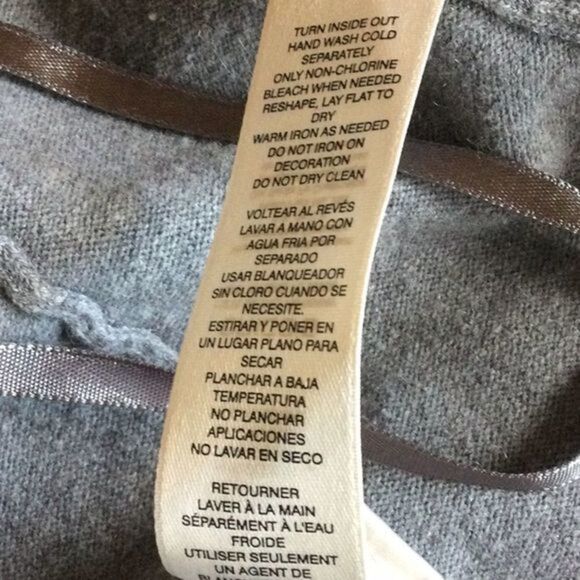 TURN INSIDE OUT
HAND WASH COLD
SEPARATELY
ONLY NON-CHLORINE
BLEACH WHEN NEEDED
RESHAPE, LAY FLAT TO
DRY
WARM IRON AS NEEDED
DO NOT IRON ON
DECORATION
DO NOT DRY CLEAN
VOLTEAR AL REVÉS
LAVAR A MANO CON
AGUA FRIA POR
SEPARADO
USAR BLANQUEADOR
SIN CLORO CUANDO SE
NECESITE.
ESTIRAR Y PONER EN
UN LUGAR PLANO PARA
SECAR
PLANCHAR A BAJA
TEMPERATURA
NO PLANCHAR
APLICACIONES
NO LAVAR EN SECO
RETOURNER
LAVER À LA MAIN
SÉPARÉMENT À L'EAU
FROIDE
UTILISER SEULEMENT
UN AGENT DE